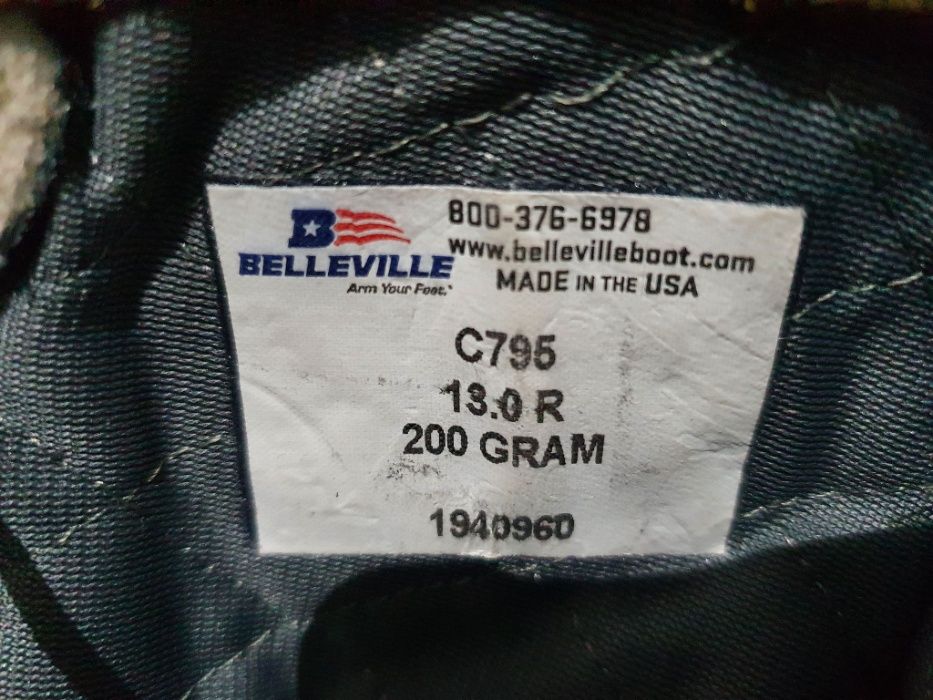 B
BELLEVILLE
Arm Your Feet.
800-376-6978
www.bellevilleboot.com
MADE IN THE USA
C795
13.0 R
200 GRAM
1940960